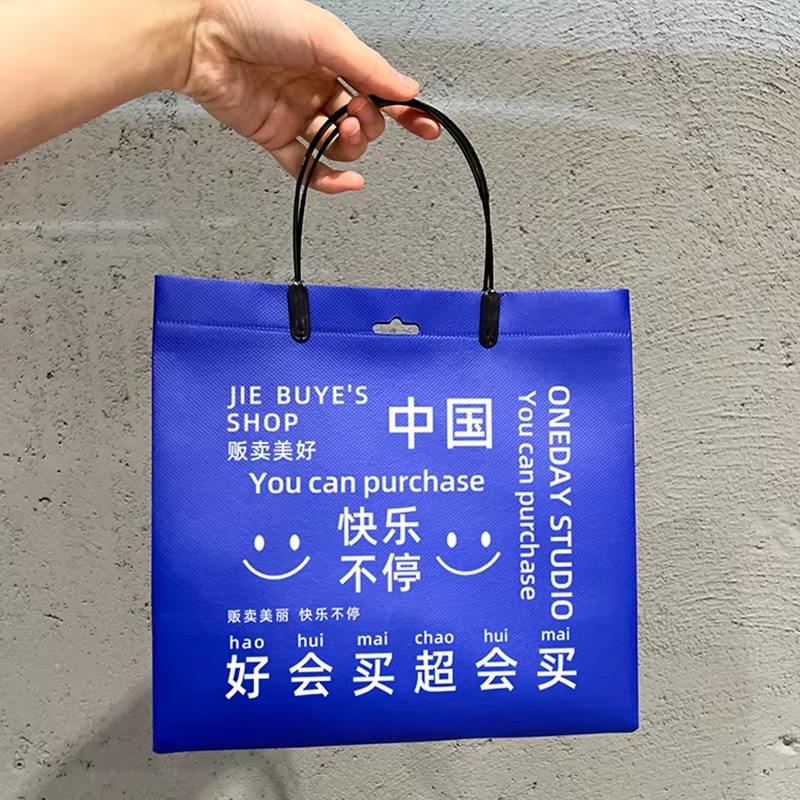 JIE BUYE'S
SHOP
贩卖美好
中国
You can purchase
快乐
不停
贩卖美丽 快乐不停
hao hui mai chao hui mai
好会买超会买
ONEDAY STUDIO
You can purchase